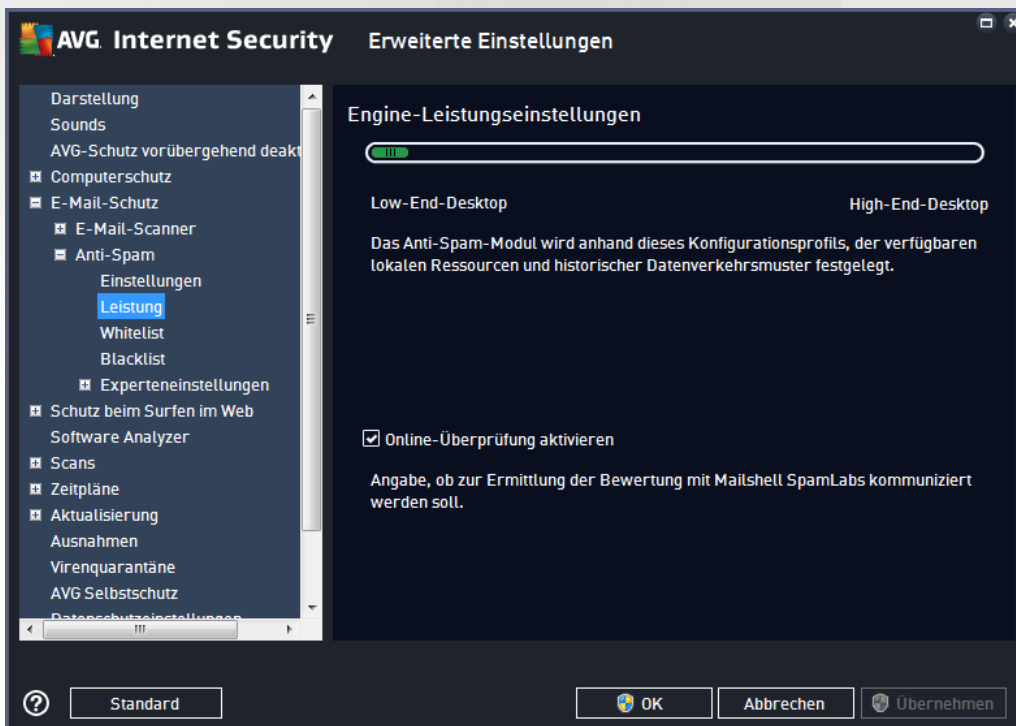 AVG Internet Security Erweiterte Einstellungen
Darstellung
Sounds
AVG-Schutz vorübergehend deakt
Computerschutz
E-Mail-Schutz
E-Mail-Scanner
Anti-Spam
Einstellungen
Leistung
Whitelist
Blacklist
Experteneinstellungen
Schutz beim Surfen im Web
Software Analyzer
Scans
Zeitpläne
Aktualisierung
Ausnahmen
Virenquarantäne
AVG Selbstschutz
Datenschutzeinstellungen
Engine-Leistungseinstellungen
Low-End-Desktop High-End-Desktop
Das Anti-Spam-Modul wird anhand dieses Konfigurationsprofils, der verfügbaren
lokalen Ressourcen und historischer Datenverkehrsmuster festgelegt.
Online-Überprüfung aktivieren
Angabe, ob zur Ermittlung der Bewertung mit Mailshell SpamLabs kommuniziert
werden soll.
Standard OK Abbrechen Übernehmen